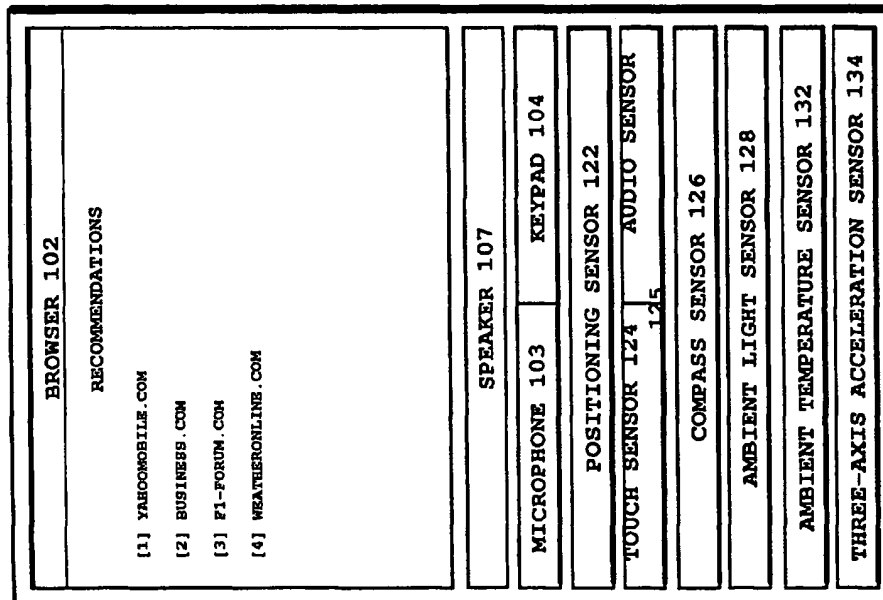 BROWSER 102
RECOMMENDATIONS
[1] YAHOOMOBILE.COM
[2] BUSINESS.COM
[3] F1-FORUM.COM
[4] WEATHERONLINE.COM
SPEAKER 107
MICROPHONE 103
KEYPAD 104
POSITIONING SENSOR 122
TOUCH SENSOR 124
AUDIO SENSOR
125
COMPASS SENSOR 126
AMBIENT LIGHT SENSOR 128
AMBIENT TEMPERATURE SENSOR 132
THREE-AXIS ACCELERATION SENSOR 134